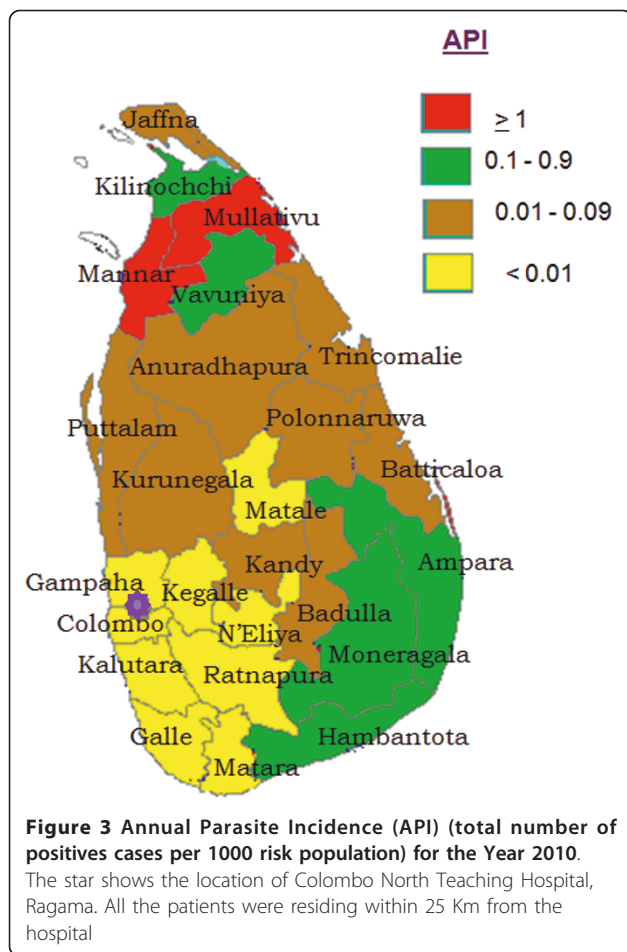 API
≥ 1
0.1 - 0.9
0.01 - 0.09
< 0.01
Jaffna
Kilinochchi
Mullativu
Mannar
Vavuniya
Trincomalie
Anuradhapura
Polonnaruwa
Puttalam
Batticaloa
Kurunegala
Matale
Ampara
Kandy
Gampaha
Kegalle
Badulla
Colombo
N'Eliya
Moneragala
Kalutara
Ratnapura
Hambantota
Galle
Matara
Figure 3 Annual Parasite Incidence (API) (total number of
positives cases per 1000 risk population) for the Year 2010.
The star shows the location of Colombo North Teaching Hospital,
Ragama. All the patients were residing within 25 Km from the
hospital